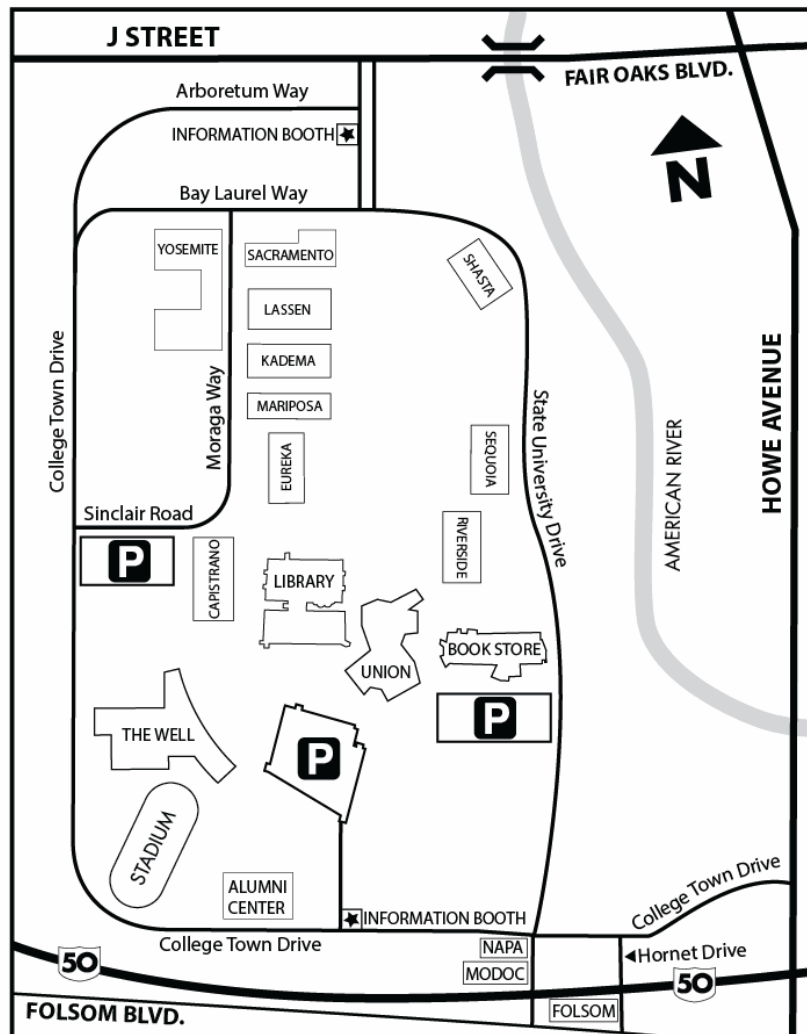 J STREET
FAIR OAKS BLVD.
Arboretum Way
INFORMATION BOOTH
N
Bay Laurel Way
YOSEMITE
SACRAMENTO
SHASTA
LASSEN
KADEMA
MARIPOSA
College Town Drive
Moraga Way
EUREKA
SEQUOIA
State University Drive
AMERICAN RIVER
HOWE AVENUE
Sinclair Road
P
CAPISTRANO
LIBRARY
RIVERSIDE
UNION
BOOK STORE
P
THE WELL
P
STADIUM
ALUMNI
CENTER
INFORMATION BOOTH
College Town Drive
College Town Drive
NAPA
MODOC
Hornet Drive
50
50
FOLSOM
FOLSOM BLVD.